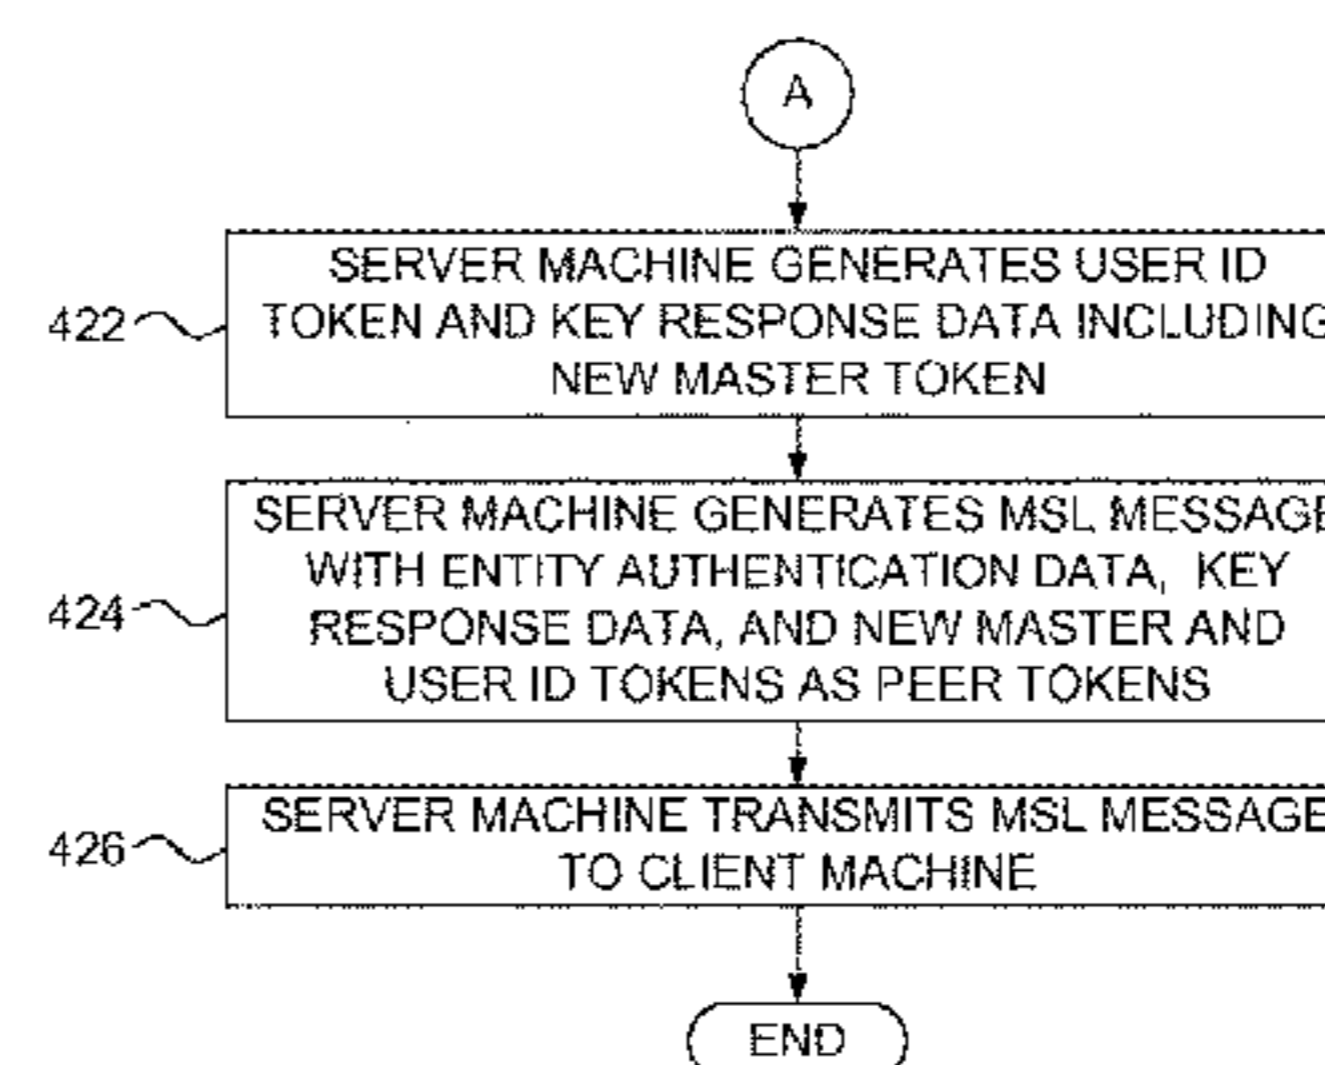 A
SERVER MACHINE GENERATES USER ID
422
TOKEN AND KEY RESPONSE DATA INCLUDING
NEW MASTER TOKEN
SERVER MACHINE GENERATES MSL MESSAGE
WITH ENTITY AUTHENTICATION DATA, KEY
424
RESPONSE DATA, AND NEW MASTER AND
USER ID TOKENS AS PEER TOKENS
SERVER MACHINE TRANSMITS MSL MESSAGE
426
TO CLIENT MACHINE
END